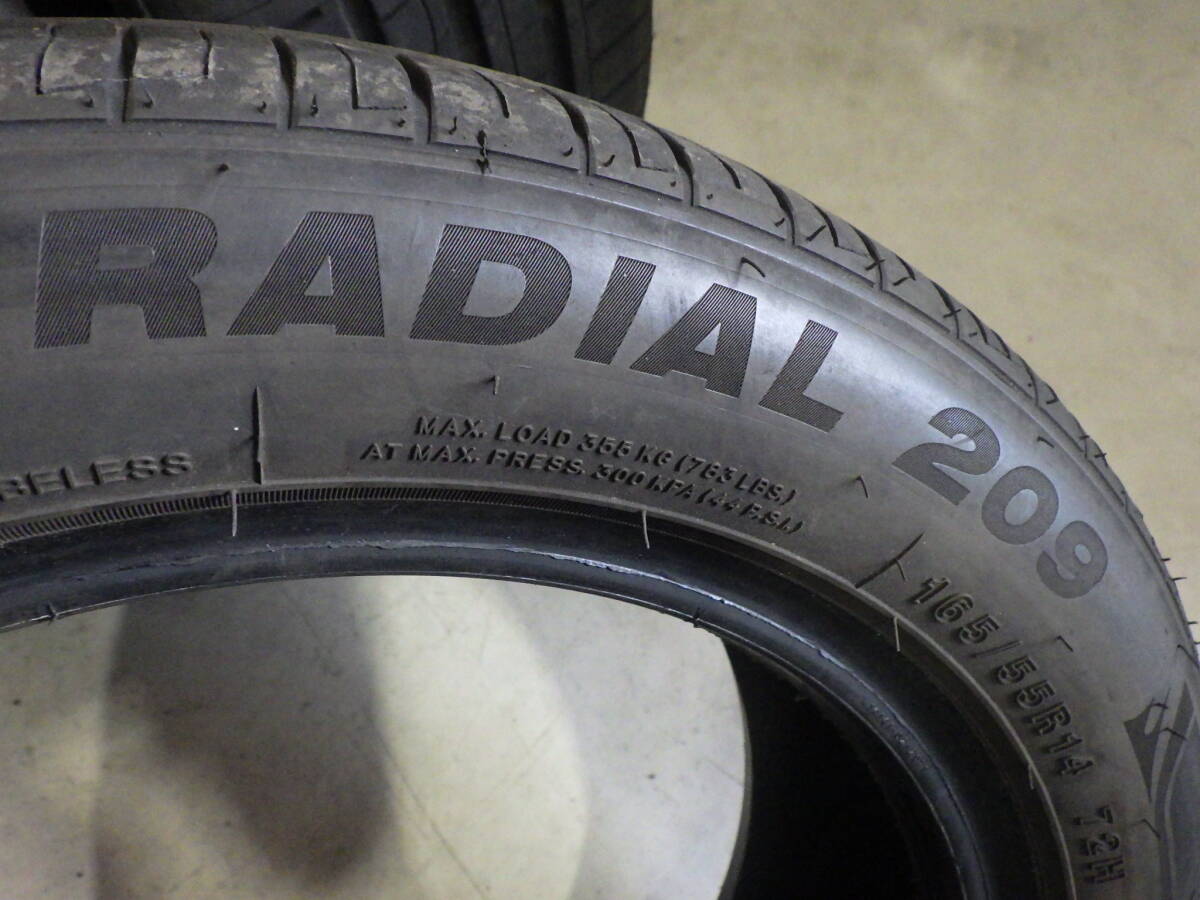 RADIAL 209
MAX. LOAD 355 KG (783 LBS.)
AT MAX. PRESS. 300 KPA (44 P.S.I.)
BELESS
165/55R14 72H